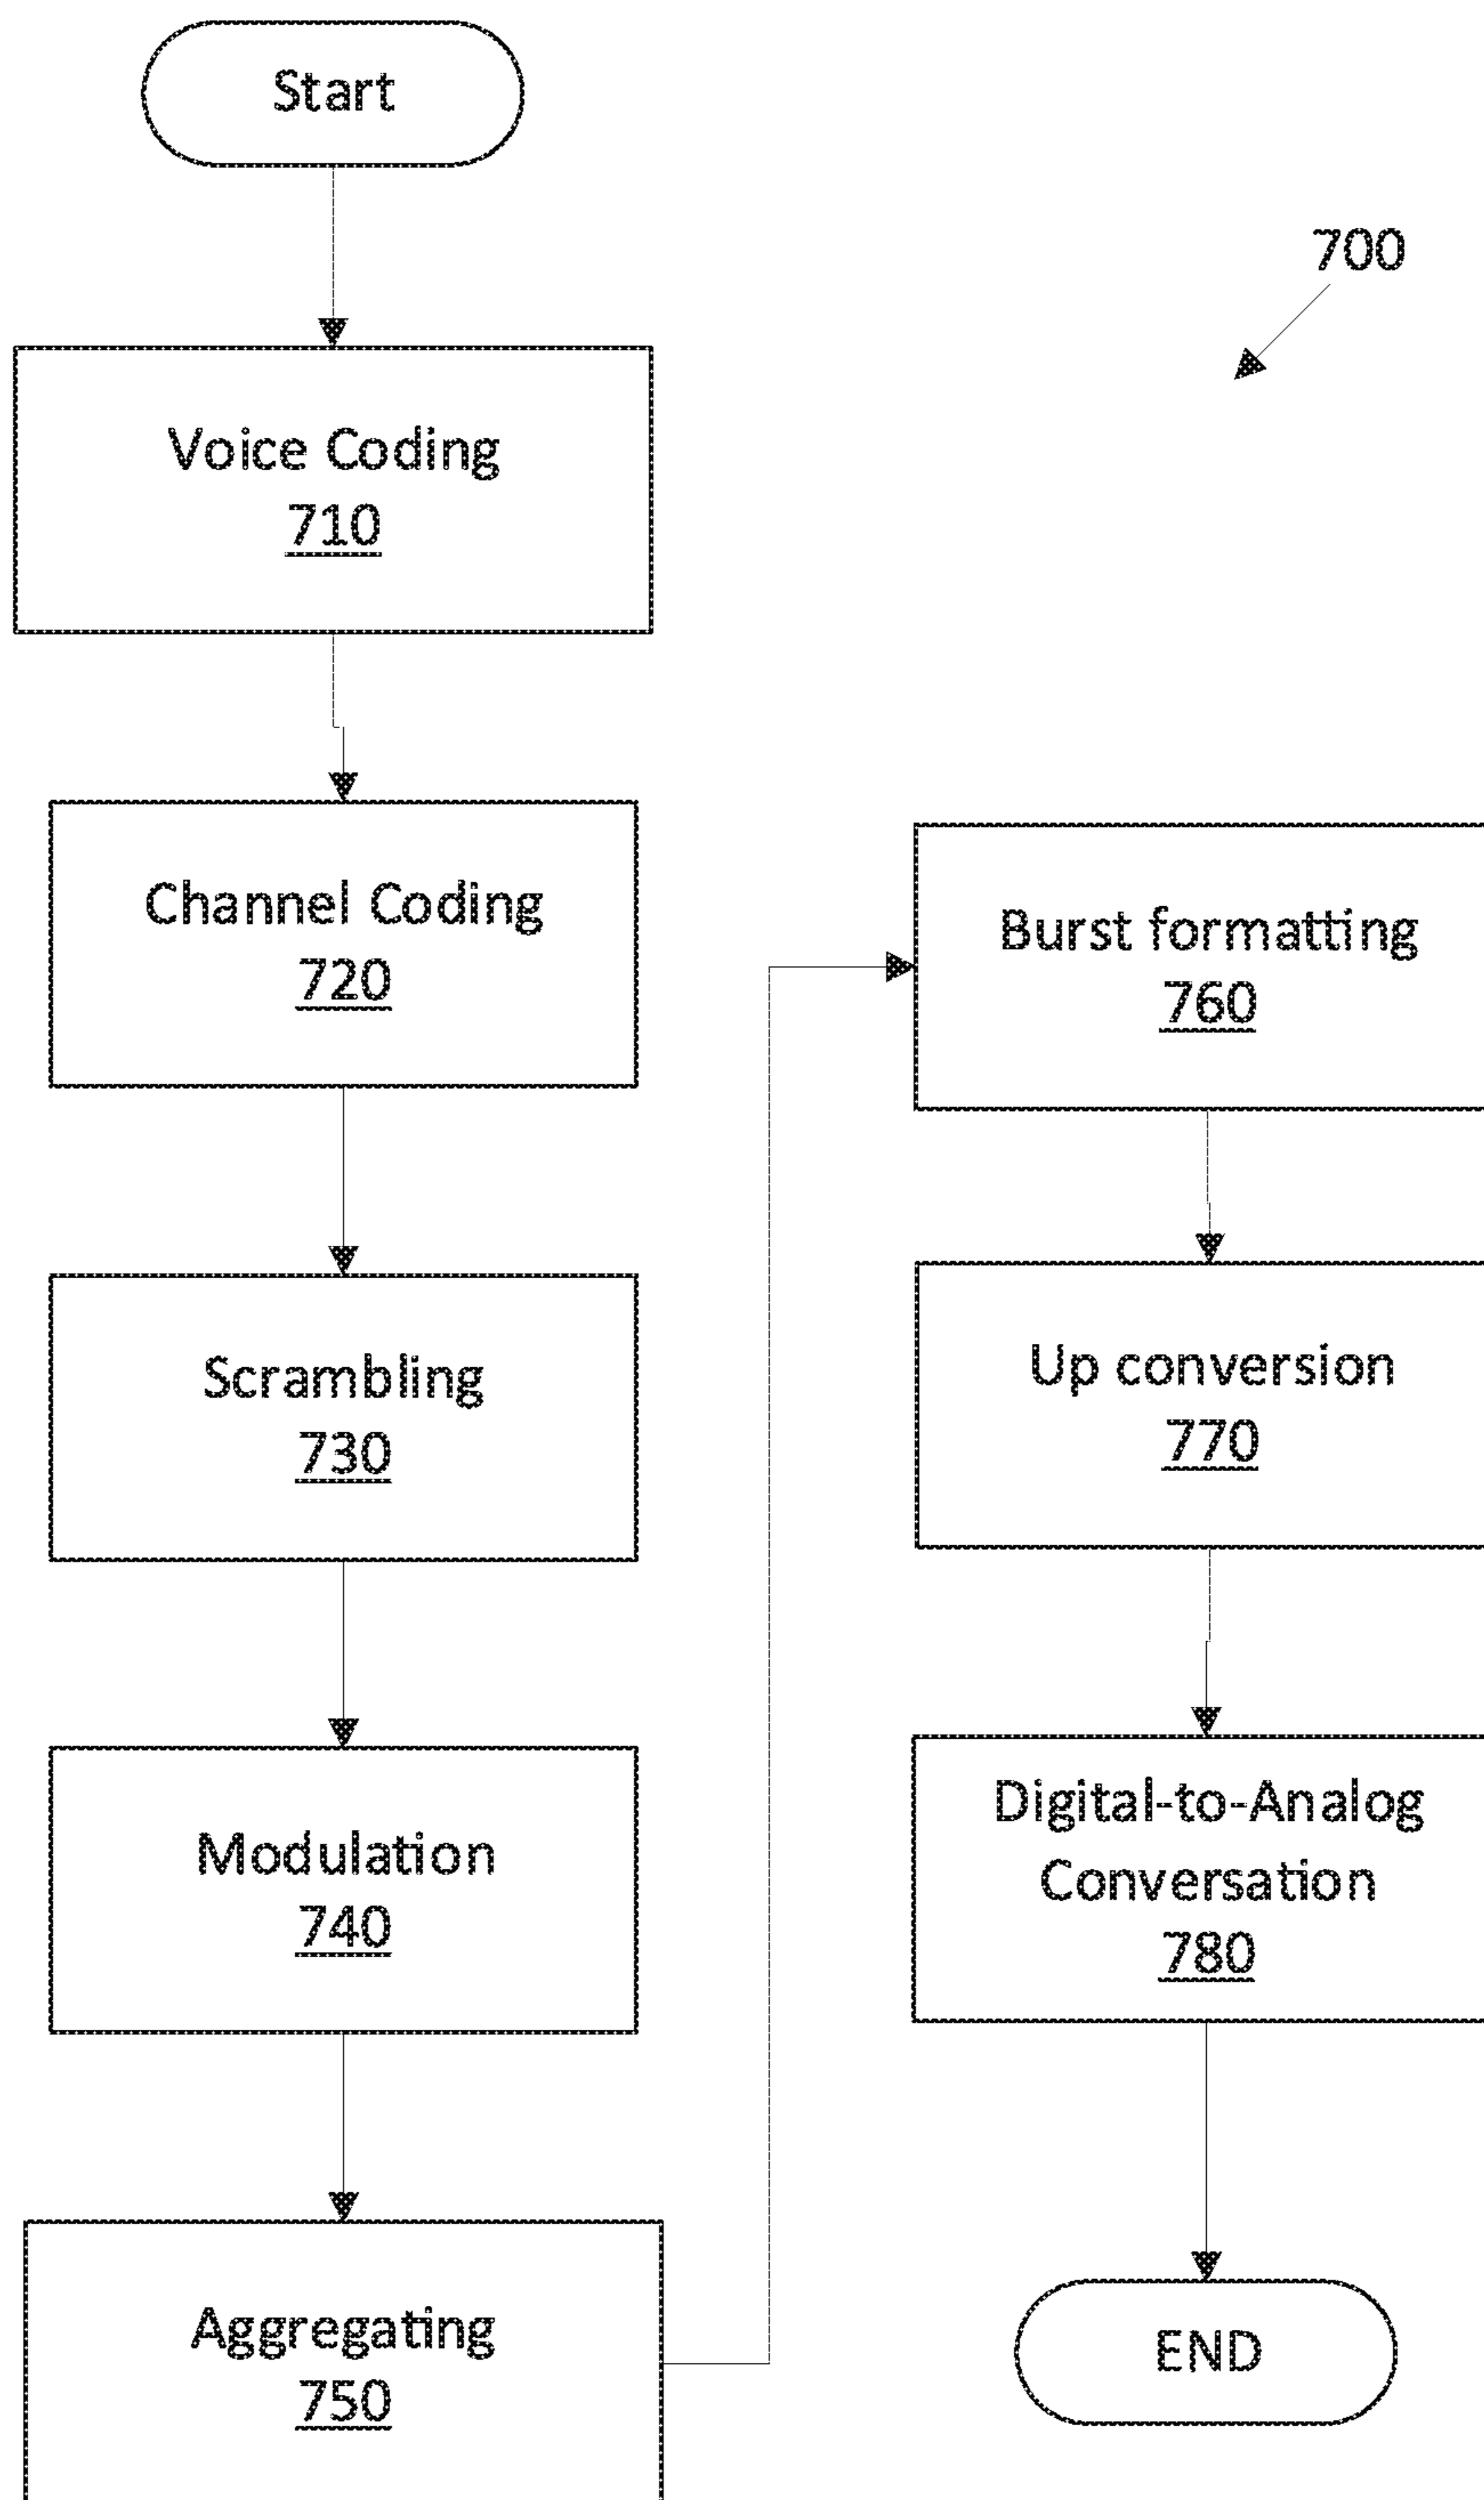 Start
700
Voice Coding
710
Channel Coding
720
Scrambling
730
Modulation
740
Aggregating
750
Burst formatting
760
Up conversion
770
Digital-to-Analog
Conversation
780
END